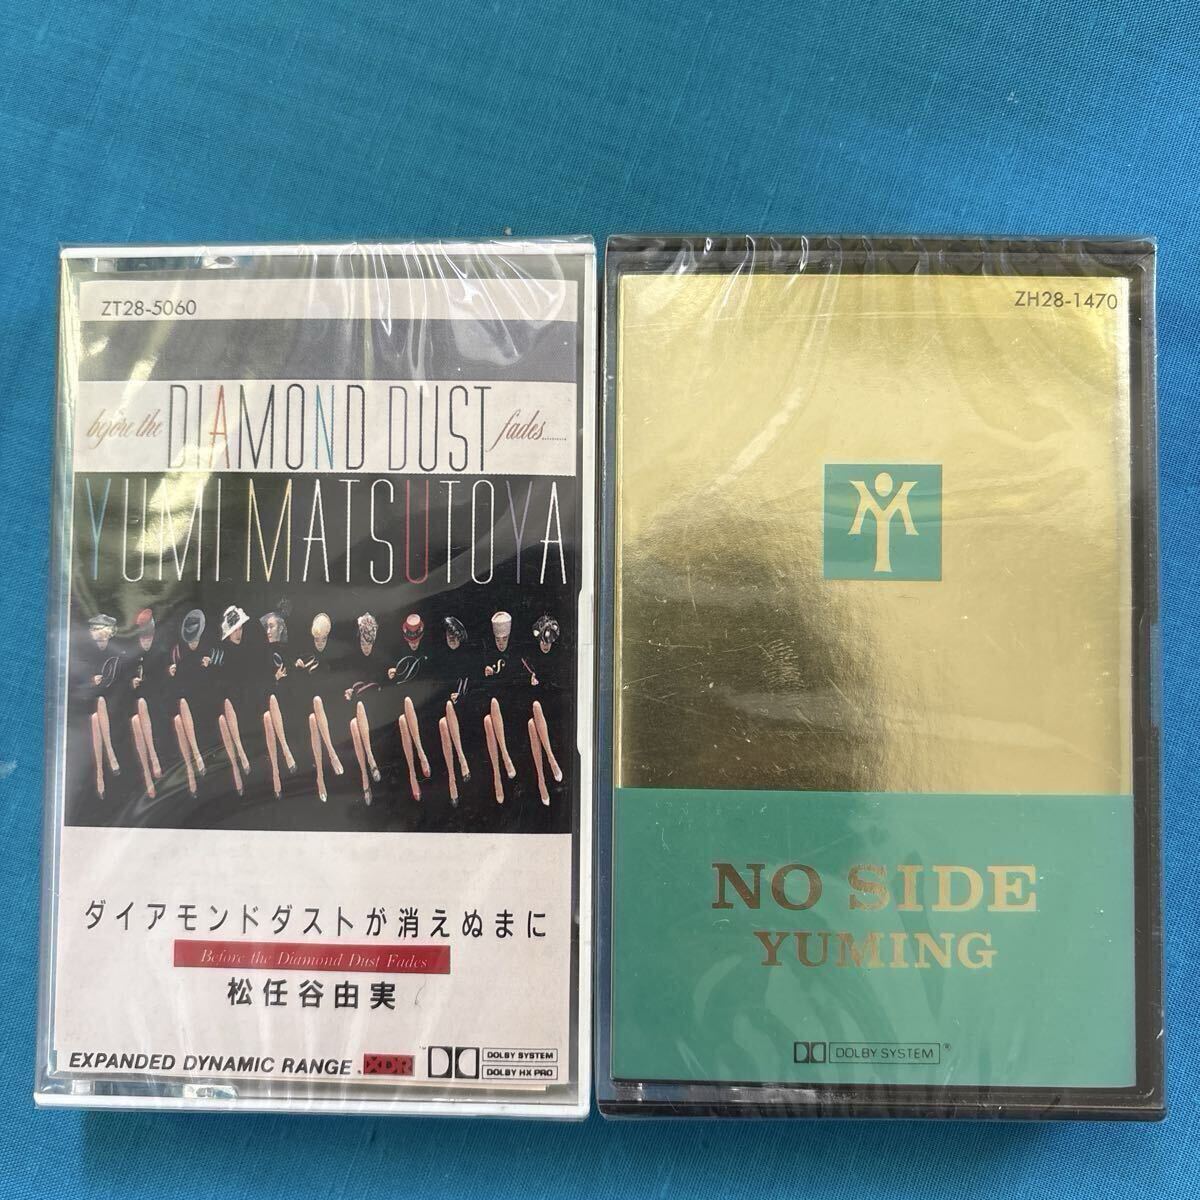 ZT28-5060
before the DIAMOND DUST fades.........
YUMI MATSUTOYA
ダイアモンドダストが消えぬまに
Before the Diamond Dust Fades
松任谷由実
EXPANDED DYNAMIC RANGE XDR
DOLBY SYSTEM
DOLBY HX PRO
ZH28-1470
YM
NO SIDE
YUMING
DOLBY SYSTEM®